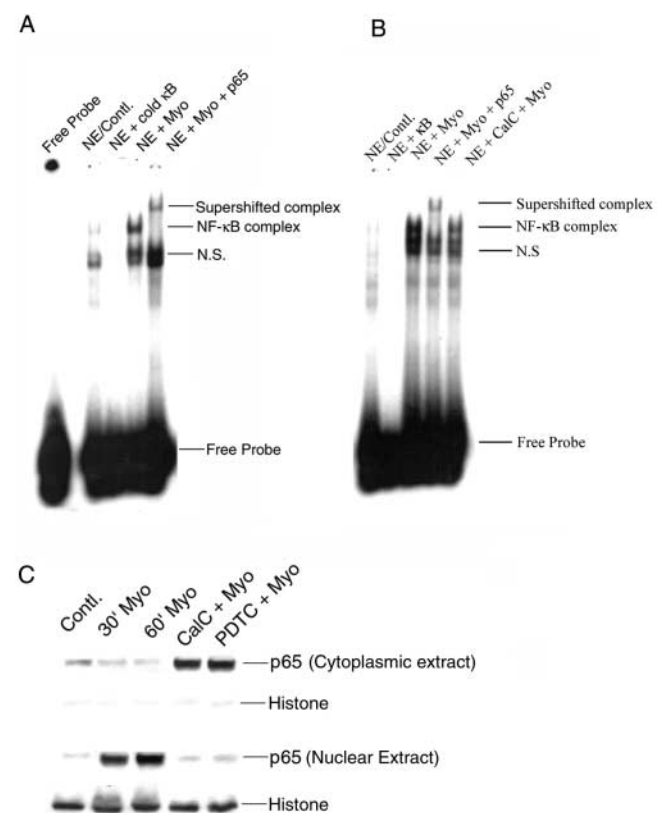 A
Free Probe
NE/Contl.
NE + cold κB
NE + Myo
NE + Myo + p65
Supershifted complex
NF-κB complex
N.S.
Free Probe
B
NE/Contl.
NE + κB
NE + Myo
NE + Myo + p65
NE + CalC + Myo
Supershifted complex
NF-κB complex
N.S
Free Probe
C
Contl.
30' Myo
60' Myo
CalC + Myo
PDTC + Myo
p65 (Cytoplasmic extract)
Histone
p65 (Nuclear Extract)
Histone